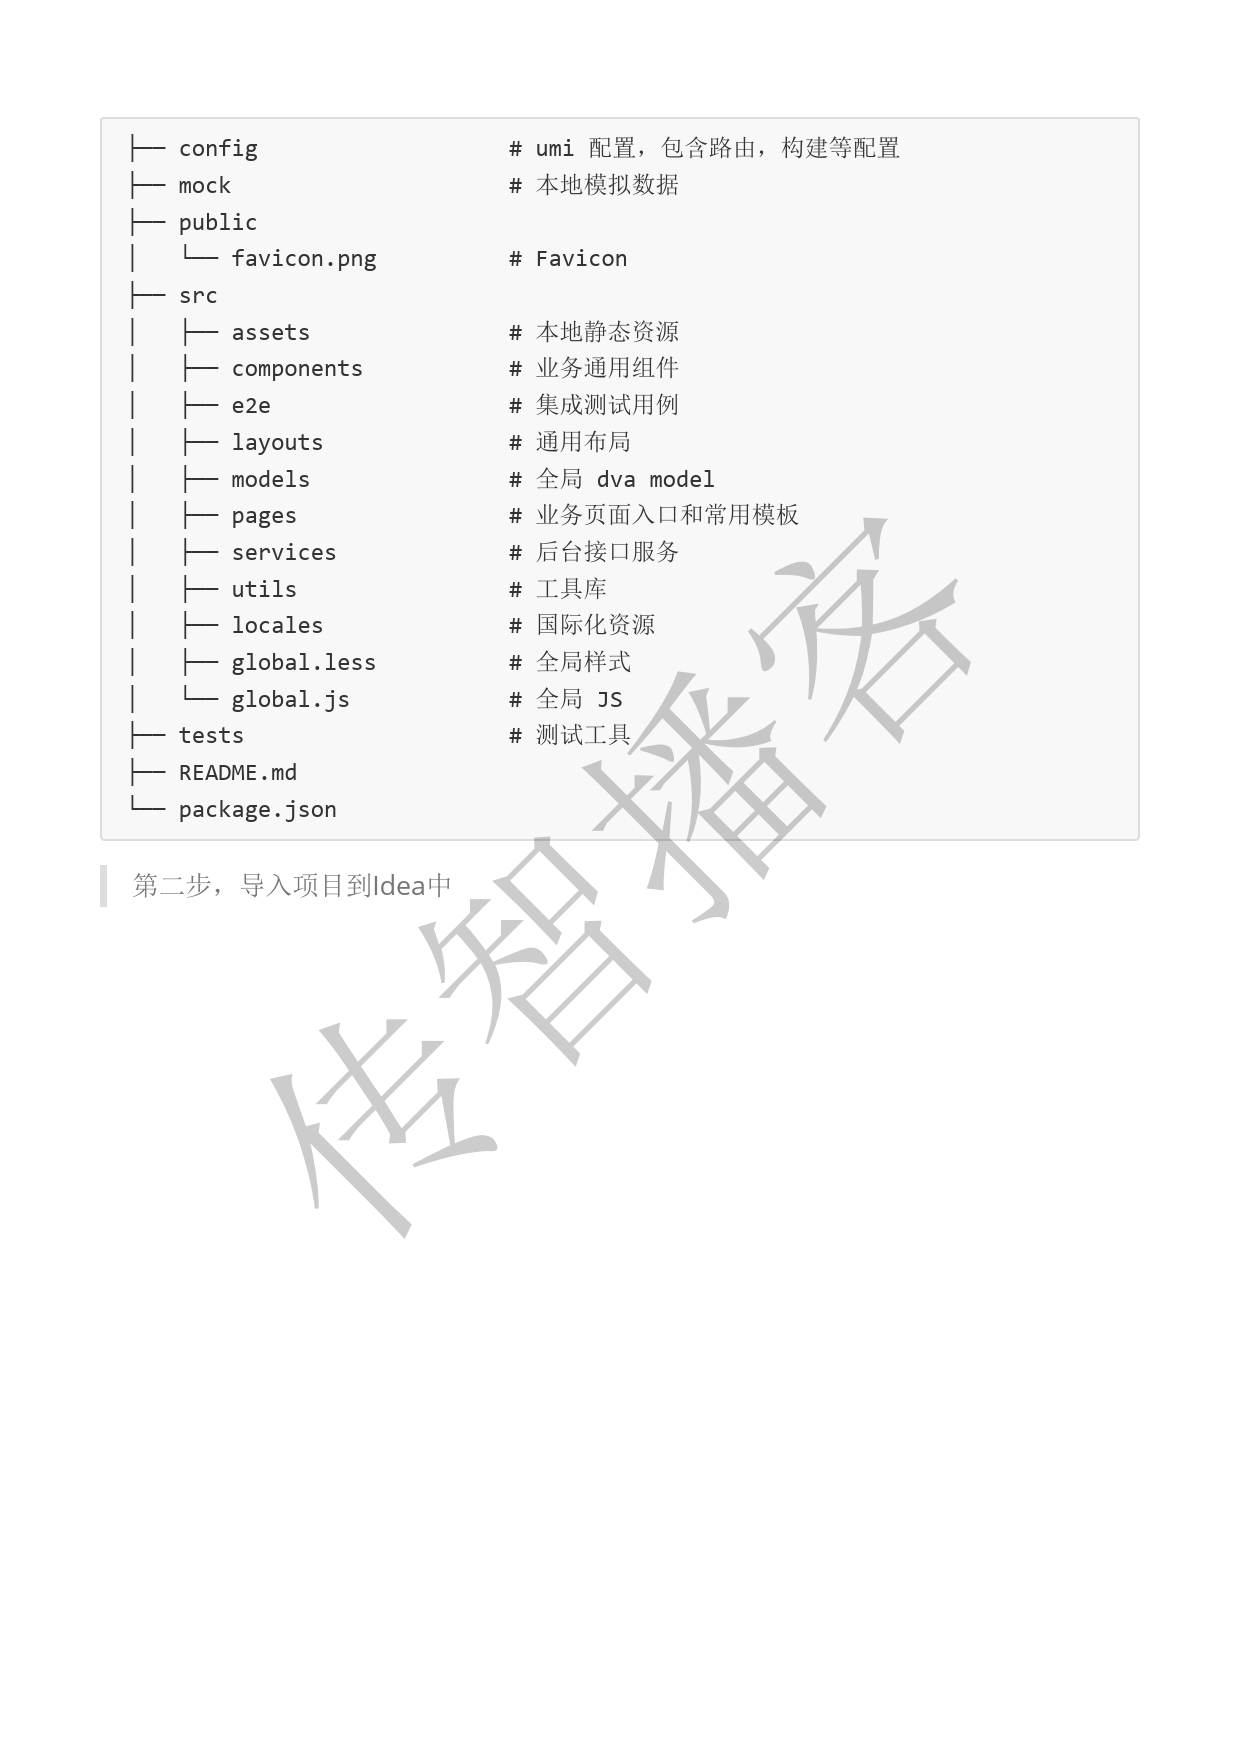 ├── config                   # umi 配置，包含路由，构建等配置
├── mock                     # 本地模拟数据
├── public
│   └── favicon.png          # Favicon
├── src
│   ├── assets               # 本地静态资源
│   ├── components           # 业务通用组件
│   ├── e2e                  # 集成测试用例
│   ├── layouts              # 通用布局
│   ├── models               # 全局 dva model
│   ├── pages                # 业务页面入口和常用模板
│   ├── services             # 后台接口服务
│   ├── utils                # 工具库
│   ├── locales              # 国际化资源
│   ├── global.less          # 全局样式
│   └── global.js            # 全局 JS
├── tests                    # 测试工具
├── README.md
└── package.json
第二步，导入项目到Idea中
传智播客